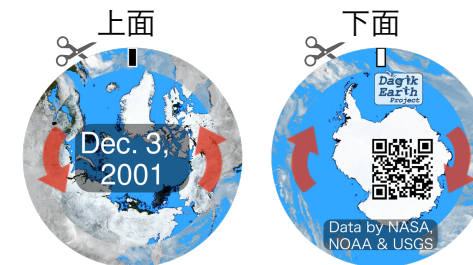 上面
下面
Dec. 3,
2001
Dagik
Earth
Project
Data by NASA,
NOAA & USGS